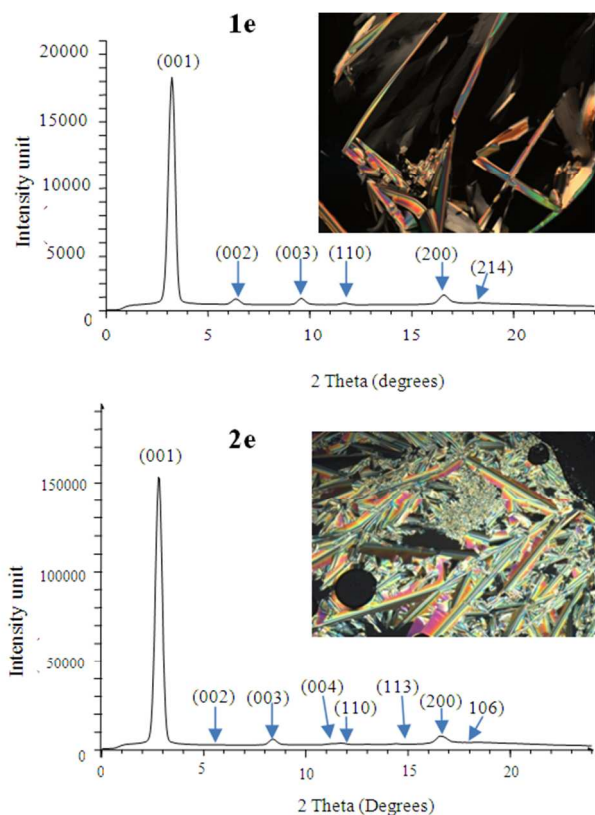 1e
20000
(001)
15000
Intensity unit
10000
5000
(002) (003) (110) (200) (214)
0
0 5 10 15 20
2 Theta (degrees)
2e
(001)
150000
Intensity unit
100000
50000
(002) (003) (004) (110) (113) (200) 106)
0
0 5 10 15 20
2 Theta (Degrees)